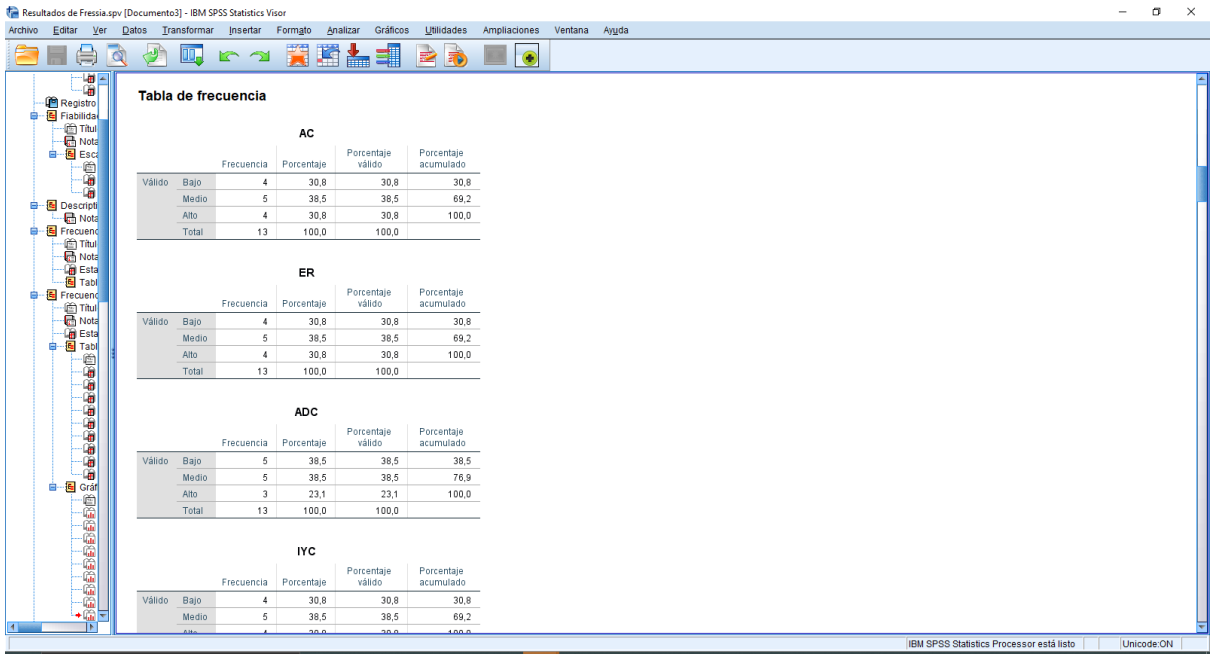 Resultados de Fressia.spv [Documento3] - IBM SPSS Statistics Visor
Archivo Editar Ver Datos Transformar Insertar Formato Analizar Gráficos Utilidades Ampliaciones Ventana Ayuda
Registro
Fiabilida
Títul
Nota
Esca
Descripti
Nota
Frecuenc
Títul
Nota
Esta
Tabl
Frecuenc
Títul
Nota
Esta
Tabl
Gráf
Tabla de frecuencia
AC
Frecuencia Porcentaje Porcentaje válido Porcentaje acumulado
Válido Bajo 4 30,8 30,8 30,8
Medio 5 38,5 38,5 69,2
Alto 4 30,8 30,8 100,0
Total 13 100,0 100,0
ER
Frecuencia Porcentaje Porcentaje válido Porcentaje acumulado
Válido Bajo 4 30,8 30,8 30,8
Medio 5 38,5 38,5 69,2
Alto 4 30,8 30,8 100,0
Total 13 100,0 100,0
ADC
Frecuencia Porcentaje Porcentaje válido Porcentaje acumulado
Válido Bajo 5 38,5 38,5 38,5
Medio 5 38,5 38,5 76,9
Alto 3 23,1 23,1 100,0
Total 13 100,0 100,0
IYC
Frecuencia Porcentaje Porcentaje válido Porcentaje acumulado
Válido Bajo 4 30,8 30,8 30,8
Medio 5 38,5 38,5 69,2
IBM SPSS Statistics Processor está listo Unicode:ON